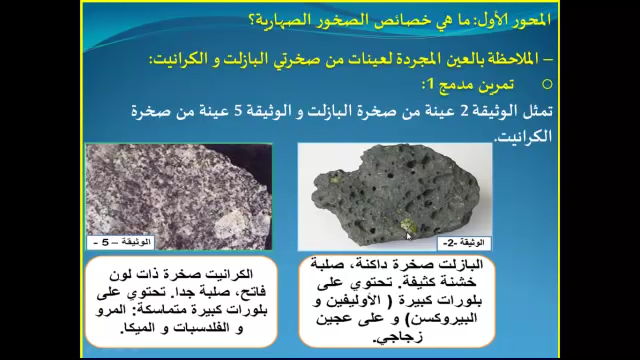 المحور الأول: ما هي خصائص الصخور الصهارية؟
– الملاحظة بالعين المجردة لعينات من صخرتي البازلت و الكرانيت:
○ تمرين مدمج 1:
تمثل الوثيقة 2 عينة من صخرة البازلت و الوثيقة 5 عينة من صخرة
الكرانيت.
الوثيقة -2-
الوثيقة – 5 -
البازلت صخرة داكنة، صلبة
خشنة كثيفة. تحتوي على
بلورات كبيرة ( الأوليفين و
البيروكسن) و على عجين
زجاجي.
الكرانيت صخرة ذات لون
فاتح، صلبة جدا. تحتوي على
بلورات كبيرة متماسكة: المرو
و الفلدسبات و الميكا.